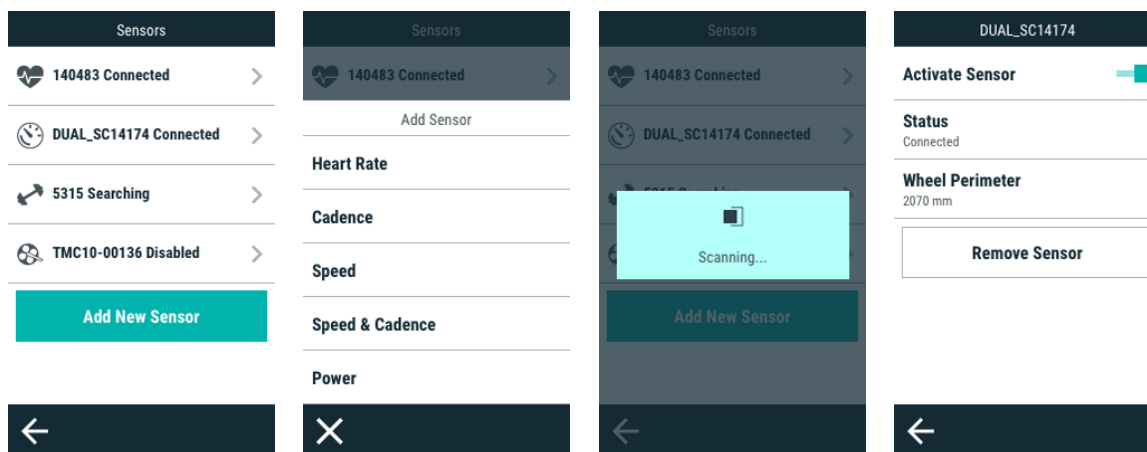 Sensors
140483 Connected
DUAL_SC14174 Connected
5315 Searching
TMC10-00136 Disabled
Add New Sensor
Sensors
140483 Connected
Add Sensor
Heart Rate
Cadence
Speed
Speed & Cadence
Power
Sensors
140483 Connected
DUAL_SC14174 Connected
Scanning...
Add New Sensor
DUAL_SC14174
Activate Sensor
Status
Connected
Wheel Perimeter
2070 mm
Remove Sensor